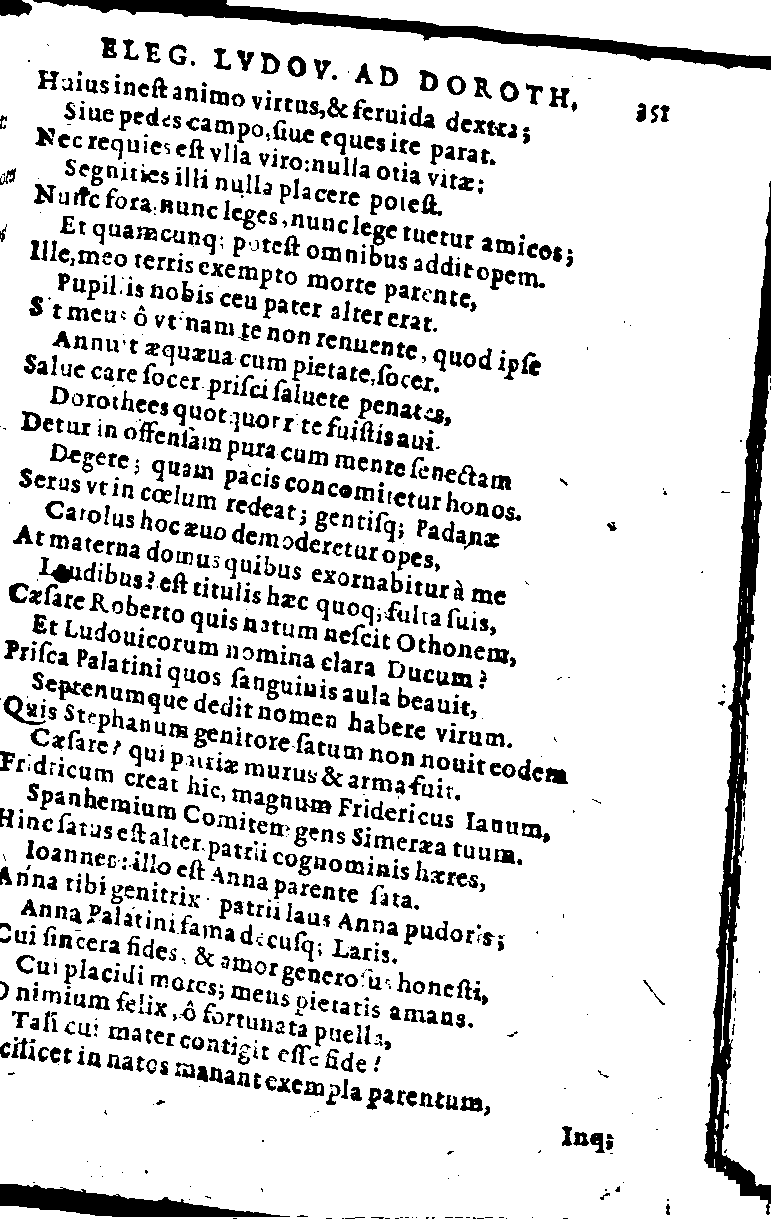 ELEG. LVDOV. AD DOROTH, 351
Huius ineſt animo virtus, & feruida dextra;
Siue pedes campo, ſiue eques ire parat.
Nec requies eſt vlla viro: nulla otia vitæ;
Segnities illi nulla placere poteſt.
Nunc fora, nunc leges, nunc lege tuetur amicos;
Et quamcunq; poteſt omnibus addit opem.
Ille, meo terris exempto morte parente,
Pupillis nobis ceu pater alter erat.
Sit meus ô vtinam te non renuente, quod ipſe
Annuit æquæua cum pietate, ſocer.
Salue care ſocer priſci ſaluete penates,
Dorothees quotquot rite fuiſtis aui.
Detur in offenſam pura cum mente ſenectam
Degere; quam pacis concomitetur honos.
Serus vt in cœlum redeat; gentiſq; Padanæ
Carolus hoc æuo demoderetur opes,
At materna domus quibus exornabitur à me
Laudibus? eſt titulis hæc quoq; fulta ſuis,
Cæſare Roberto quis natum neſcit Othonem,
Et Ludouicorum nomina clara Ducum?
Priſca Palatini quos ſanguinis aula beauit,
Septenumque dedit nomen habere virum.
Quis Stephanum genitore ſatum non nouit eodem
Cæſare? qui patriæ murus & arma fuit.
Fridricum creat hic, magnum Fridericus Ianum,
Spanhemium Comitem gens Simeræa tuum.
Hinc ſatus eſt alter patrii cognominis hæres,
Ioannes: illo eſt Anna parente ſata.
Anna tibi genitrix patrii laus Anna pudoris;
Anna Palatini fama decuſq; Laris.
Cui ſincera fides, & amor generoſus honeſti,
Cui placidi mores; mens pietatis amans.
O nimium felix, ô fortunata puella,
Tali cui mater contigit eſſe fide!
cilicet in natos manant exempla parentum,
Inq;